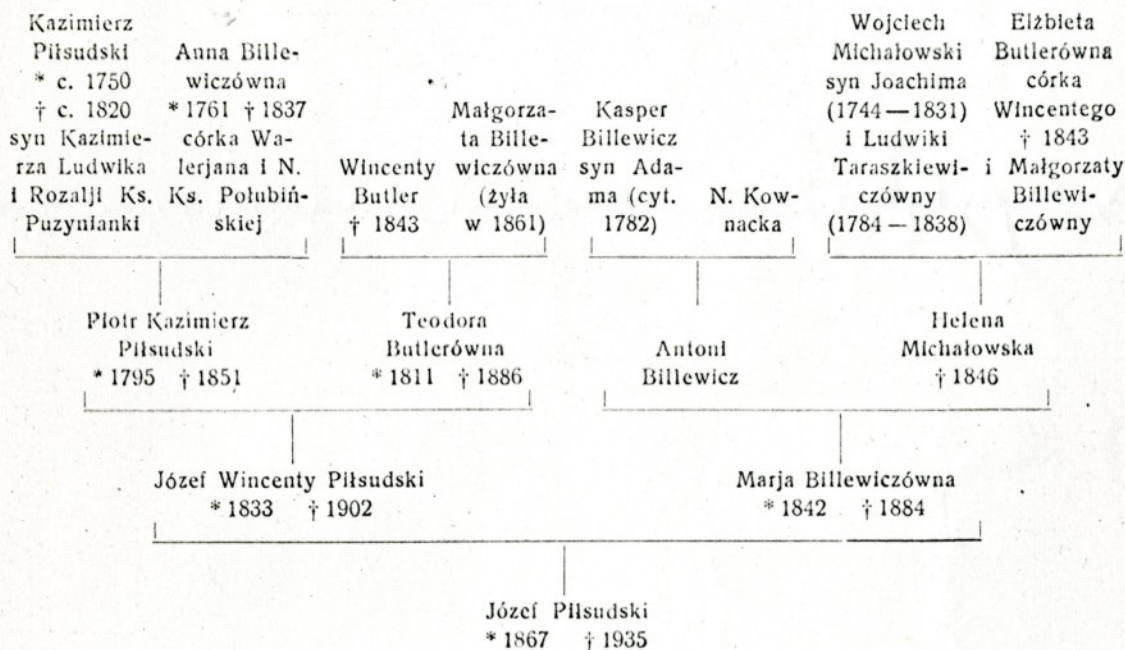 Kazimierz
Piłsudski
* c. 1750
† c. 1820
syn Kazimie-
rza Ludwika
i Rozalji Ks.
Puzynianki
Anna Bille-
wiczówna
* 1761 † 1837
córka Wa-
lerjana i N.
Ks. Połubiń-
skiej
Wincenty
Butler
† 1843
Małgorza-
ta Bille-
wiczówna
(żyła
w 1861)
Kasper
Billewicz
syn Ada-
ma (cyt.
1782)
N. Kow-
nacka
Wojciech
Michałowski
syn Joachima
(1744—1831)
i Ludwiki
Taraszkiewi-
czówny
(1784 — 1838)
Elżbieta
Butlerówna
córka
Wincentego
† 1843
i Małgorzaty
Billewi-
czówny
Piotr Kazimierz
Piłsudski
* 1795 † 1851
Teodora
Butlerówna
* 1811 † 1886
Antoni
Billewicz
Helena
Michałowska
† 1846
Józef Wincenty Piłsudski
* 1833 † 1902
Marja Billewiczówna
* 1842 † 1884
Józef Piłsudski
* 1867 † 1935